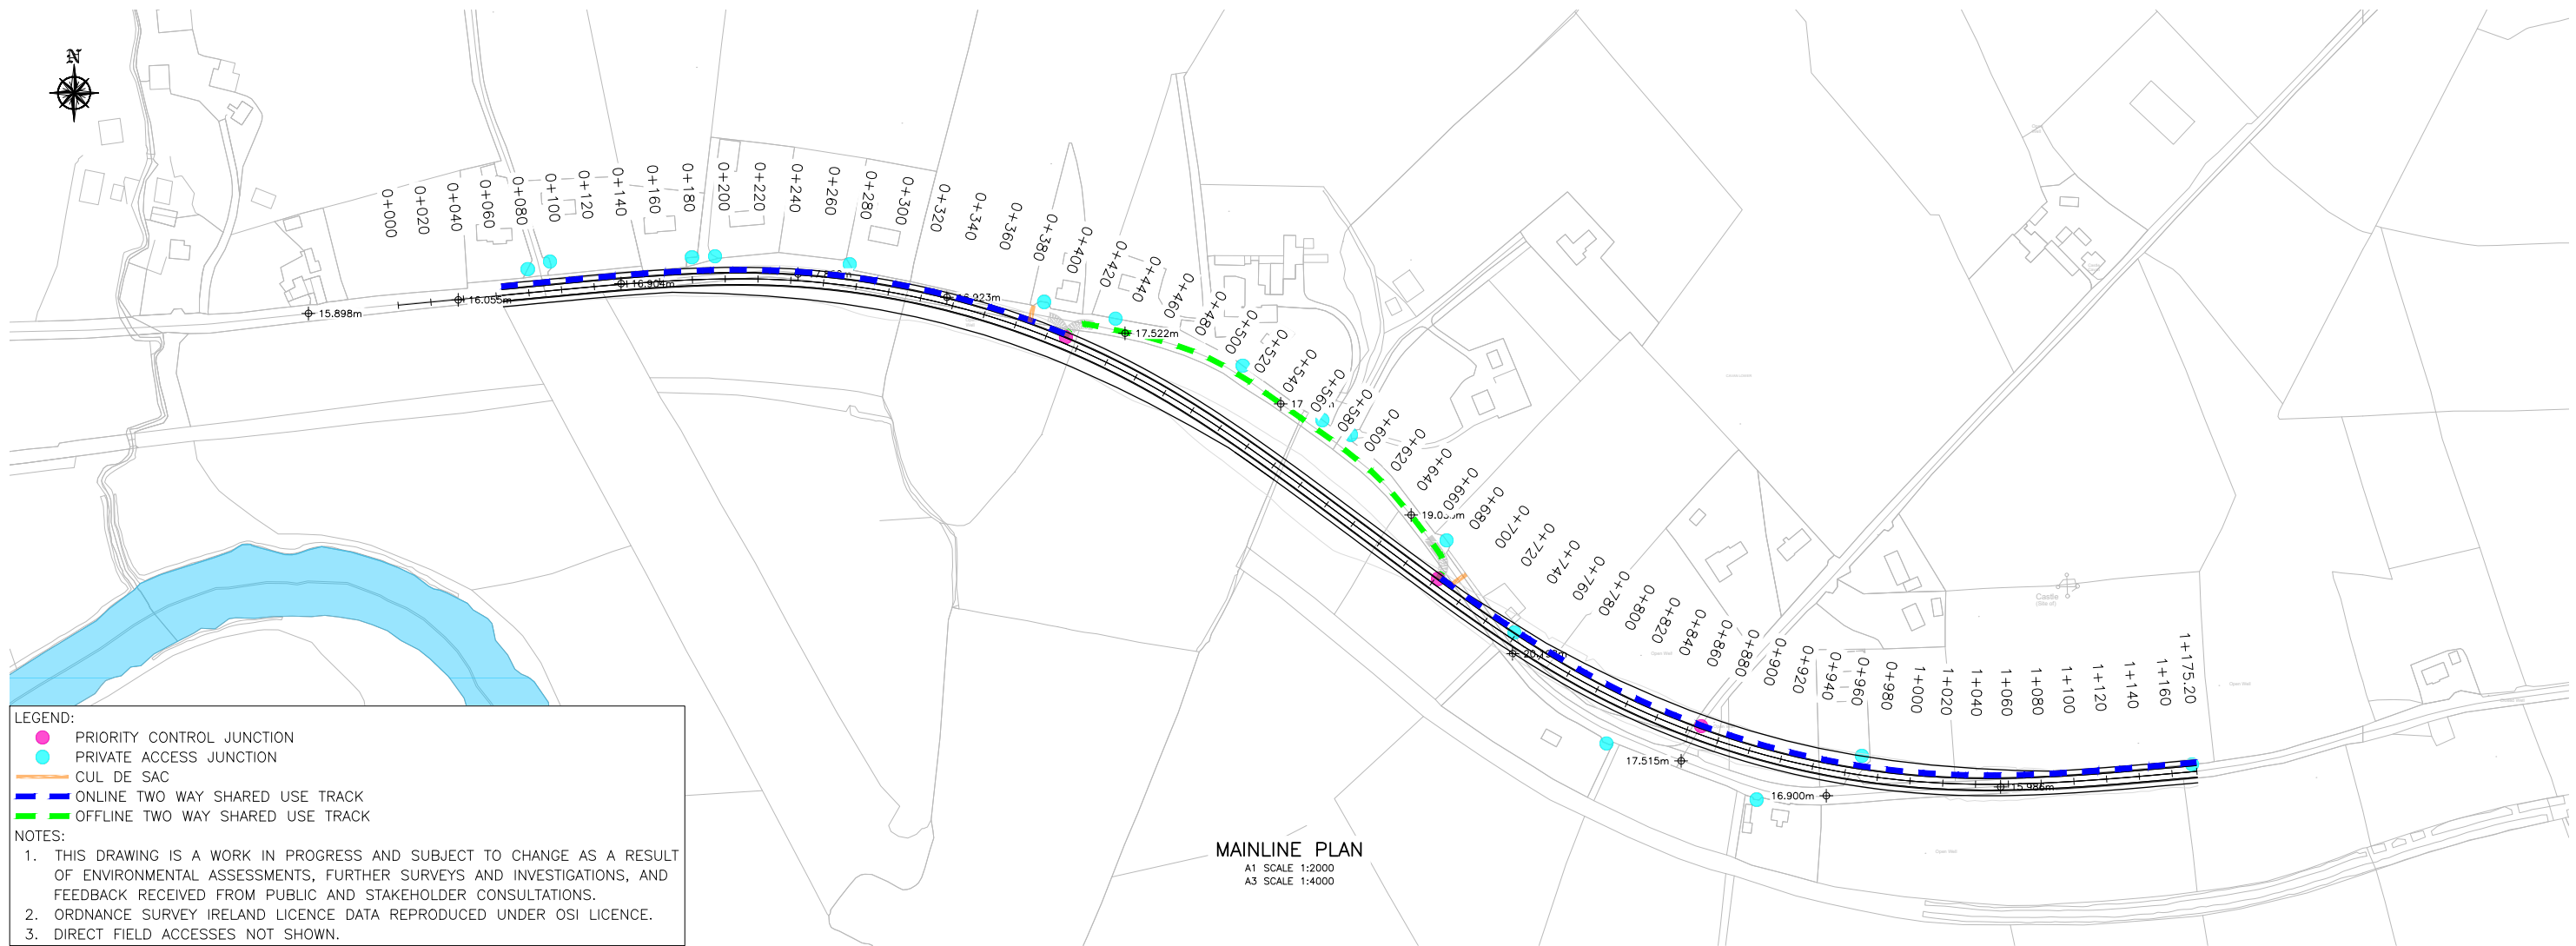 N
0+000
0+020
0+040
0+060
0+080
0+100
0+120
0+140
0+160
0+180
0+200
0+220
0+240
0+260
0+280
0+300
0+320
0+340
0+360
0+380
0+400
0+420
0+440
0+460
0+480
0+500
0+520
0+540
0+560
0+580
0+600
0+620
0+640
0+660
0+680
0+700
0+720
0+740
0+760
0+780
0+800
0+820
0+840
0+860
0+880
0+900
0+920
0+940
0+960
0+980
1+000
1+020
1+040
1+060
1+080
1+100
1+120
1+140
1+160
1+175.20
15.898m
16.055m
16.904m
17.522m
17.515m
16.900m
15.986m
Castle
(Site of)
Open Well
Open Well
Open Well
MAINLINE PLAN
A1 SCALE 1:2000
A3 SCALE 1:4000
LEGEND:
PRIORITY CONTROL JUNCTION
PRIVATE ACCESS JUNCTION
CUL DE SAC
ONLINE TWO WAY SHARED USE TRACK
OFFLINE TWO WAY SHARED USE TRACK
NOTES:
1. THIS DRAWING IS A WORK IN PROGRESS AND SUBJECT TO CHANGE AS A RESULT
OF ENVIRONMENTAL ASSESSMENTS, FURTHER SURVEYS AND INVESTIGATIONS, AND
FEEDBACK RECEIVED FROM PUBLIC AND STAKEHOLDER CONSULTATIONS.
2. ORDNANCE SURVEY IRELAND LICENCE DATA REPRODUCED UNDER OSI LICENCE.
3. DIRECT FIELD ACCESSES NOT SHOWN.